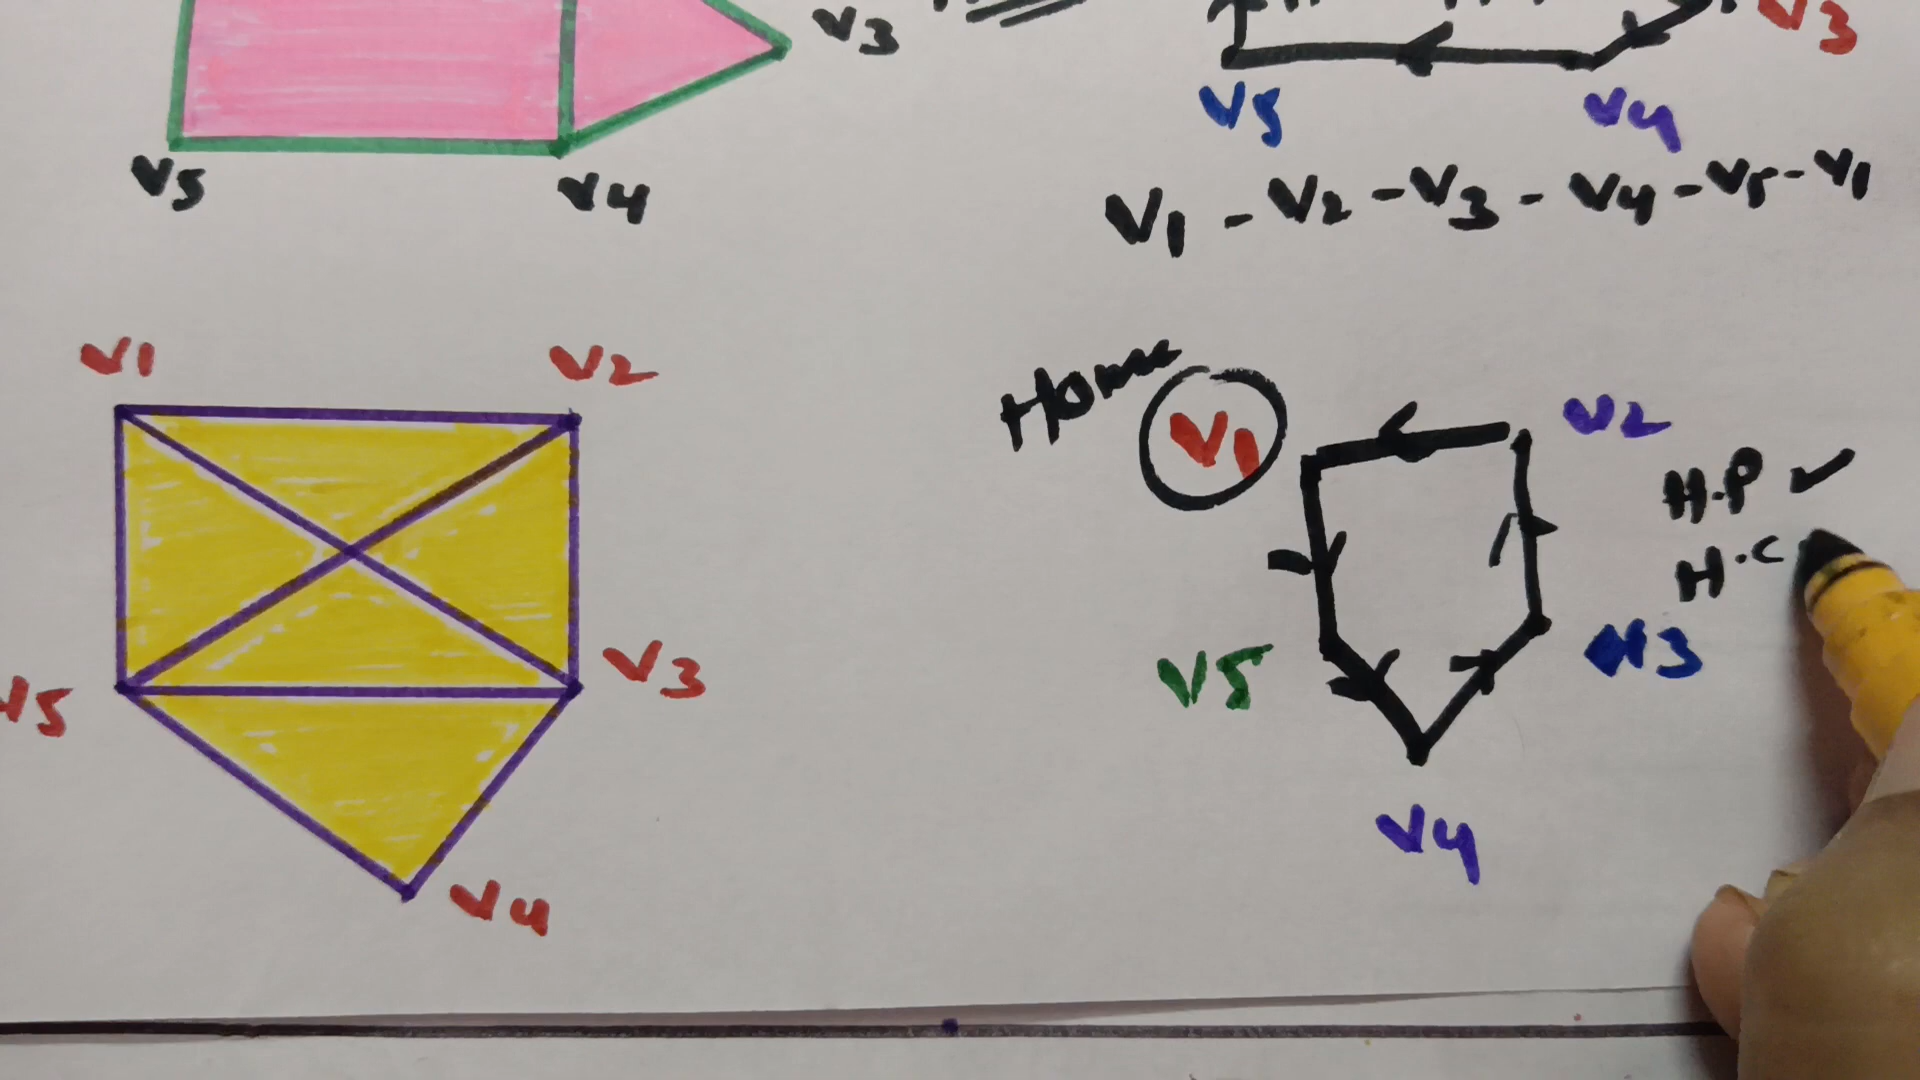 V3
V3
V5
V4
V5
V4
V1 - V2 - V3 - V4 - V5 - V1
V1
V2
Home
V1
V2
H.P ✓
H.C
V5
V3
V5
V3
V4
V4